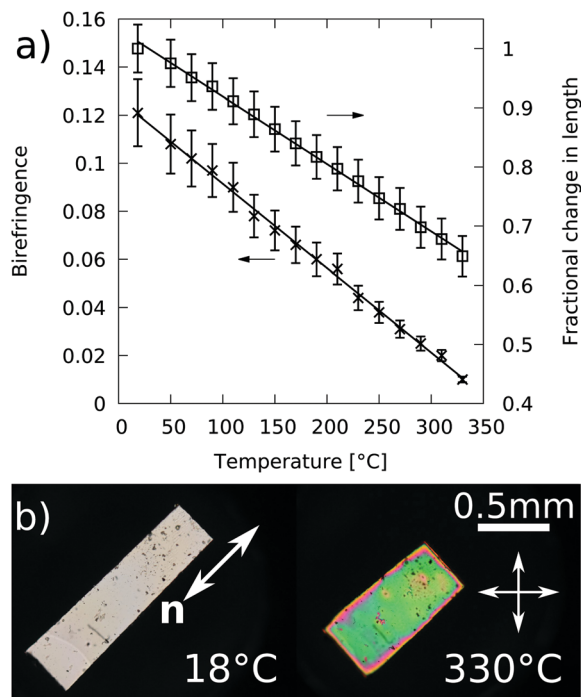 a)
0.16
0.14
0.12
0.1
0.08
0.06
0.04
0.02
0
Birefringence
1
0.9
0.8
0.7
0.6
0.5
0.4
Fractional change in length
0 50 100 150 200 250 300 350
Temperature [°C]
b)
n
18°C
0.5mm
330°C